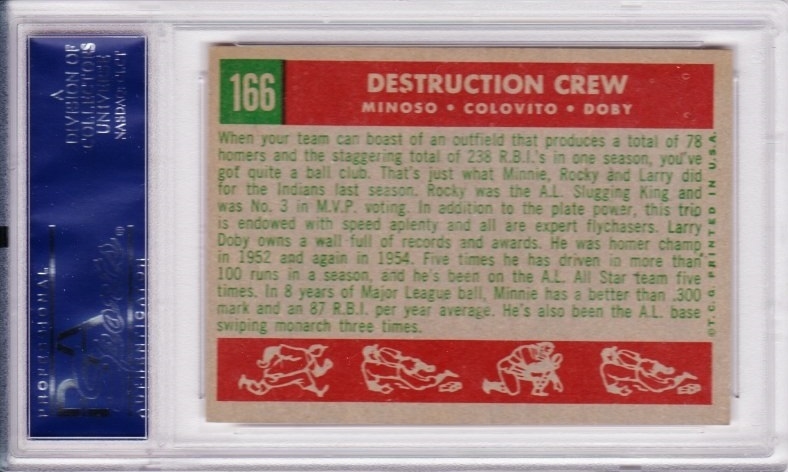 166
DESTRUCTION CREW
MINOSO • COLOVITO • DOBY
When your team can boast of an outfield that produces a total of 78
homers and the staggering total of 238 R.B.I.'s in one season, you've
got quite a ball club. That's just what Minnie, Rocky and Larry did
for the Indians last season. Rocky was the A.L. Slugging King and
was No. 3 in M.V.P. voting. In addition to the plate power, this trio
is endowed with speed aplenty and all are expert flychasers. Larry
Doby owns a wall full of records and awards. He was homer champ
in 1952 and again in 1954. Five times he has driven in more than
100 runs in a season, and he's been on the A.L. All Star team five
times. In 8 years of Major League ball, Minnie has a better than .300
mark and an 87 R.B.I. per year average. He's also been the A.L. base
swiping monarch three times.
©T.C.G. PRINTED IN U.S.A.
A
DIVISION OF
COLLECTORS
UNIVERSE
NASDAQ: CLCT
PSA
PROFESSIONAL
Sports
AUTHENTICATOR